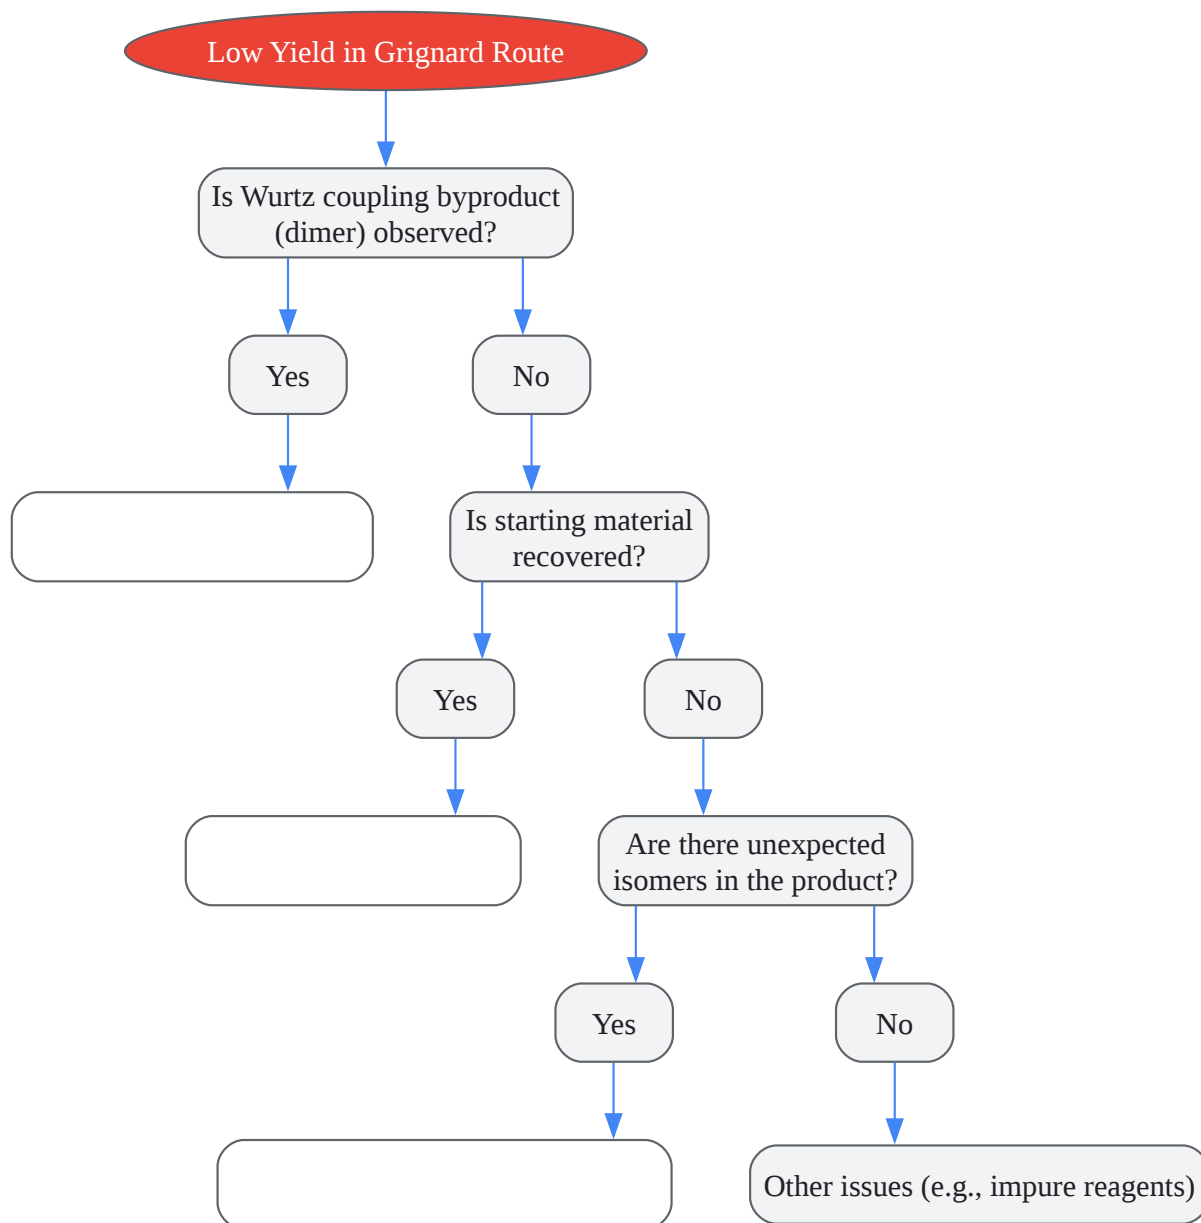 Low Yield in Grignard Route
Is Wurtz coupling byproduct
(dimer) observed?
Yes
No
Is starting material
recovered?
Yes
No
Are there unexpected
isomers in the product?
Yes
No
Other issues (e.g., impure reagents)